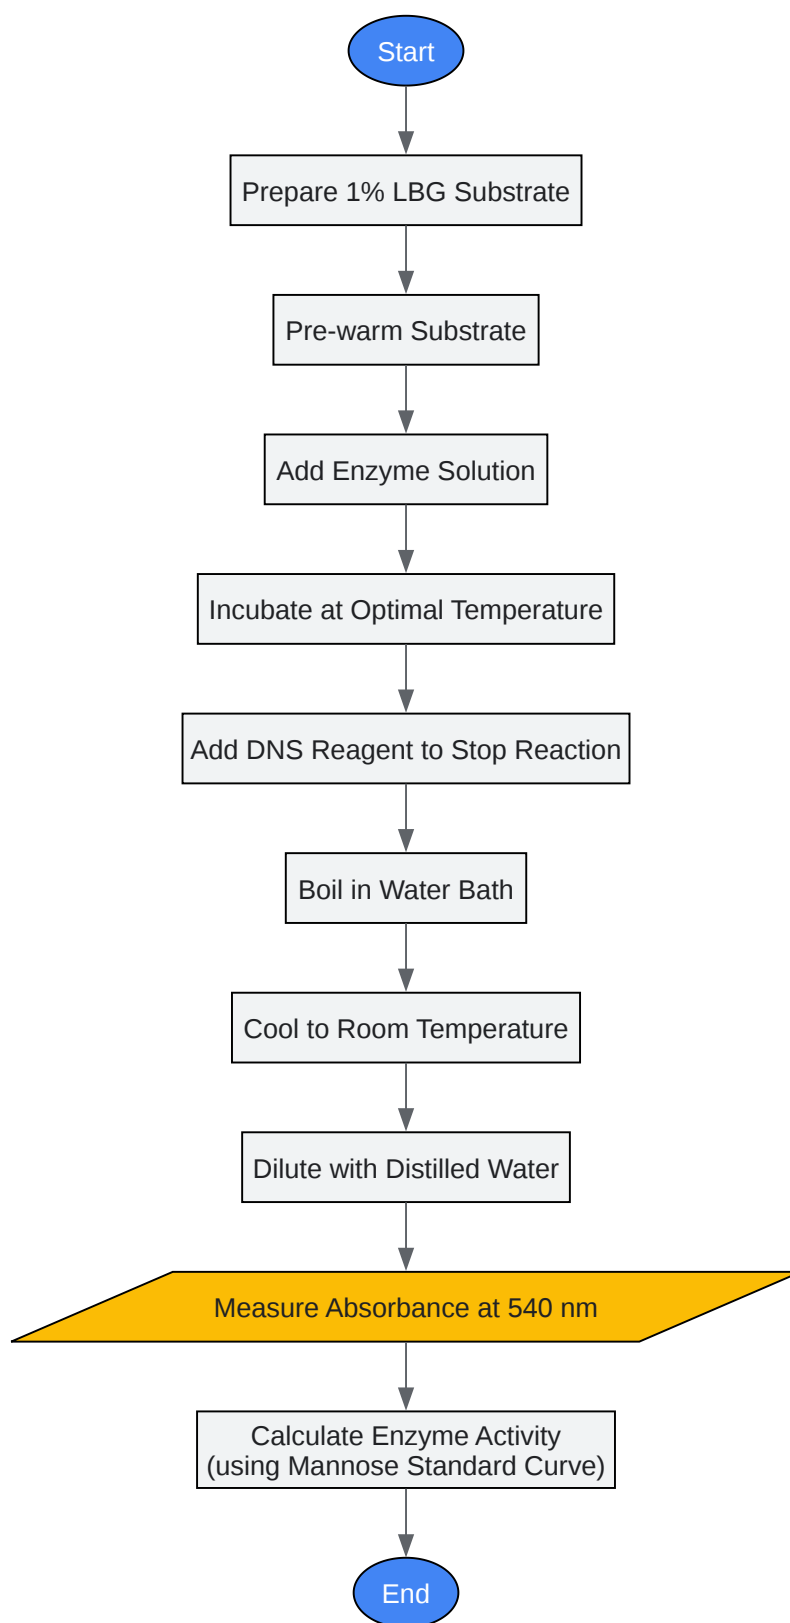 Start
Prepare 1% LBG Substrate
Pre-warm Substrate
Add Enzyme Solution
Incubate at Optimal Temperature
Add DNS Reagent to Stop Reaction
Boil in Water Bath
Cool to Room Temperature
Dilute with Distilled Water
Measure Absorbance at 540 nm
Calculate Enzyme Activity
(using Mannose Standard Curve)
End